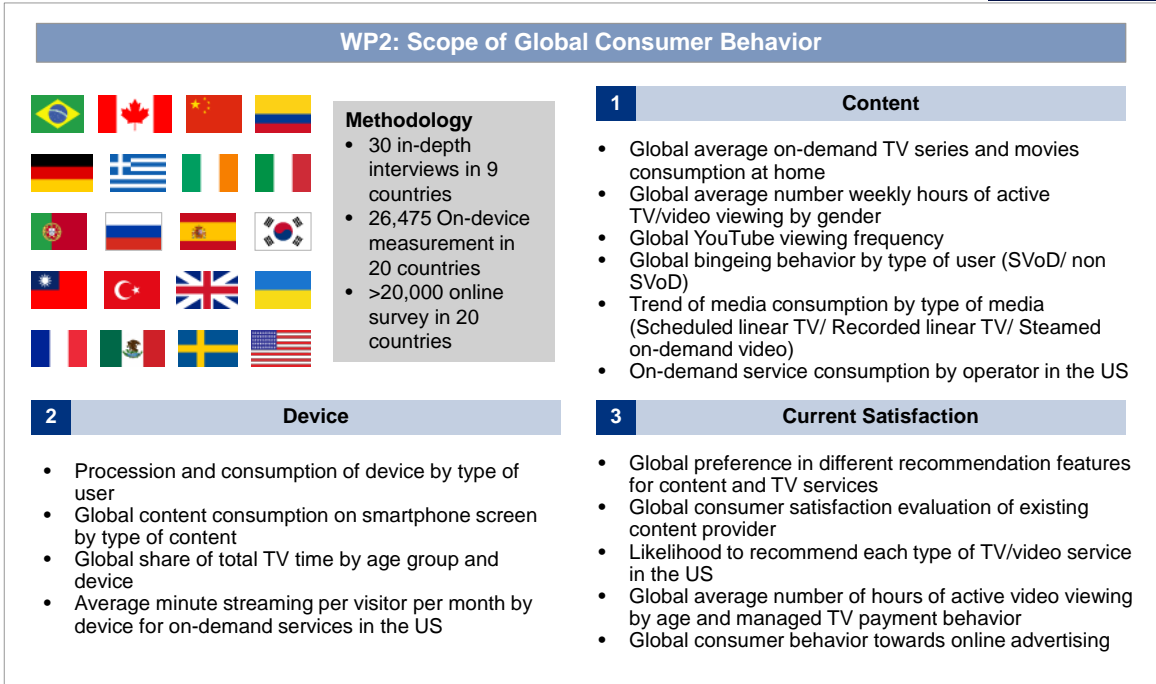 WP2: Scope of Global Consumer Behavior
Methodology
• 30 in-depth
interviews in 9
countries
• 26,475 On-device
measurement in
20 countries
• >20,000 online
survey in 20
countries
1 Content
• Global average on-demand TV series and movies
consumption at home
• Global average number weekly hours of active
TV/video viewing by gender
• Global YouTube viewing frequency
• Global bingeing behavior by type of user (SVoD/ non
SVoD)
• Trend of media consumption by type of media
(Scheduled linear TV/ Recorded linear TV/ Steamed
on-demand video)
• On-demand service consumption by operator in the US
2 Device
• Procession and consumption of device by type of
user
• Global content consumption on smartphone screen
by type of content
• Global share of total TV time by age group and
device
• Average minute streaming per visitor per month by
device for on-demand services in the US
3 Current Satisfaction
• Global preference in different recommendation features
for content and TV services
• Global consumer satisfaction evaluation of existing
content provider
• Likelihood to recommend each type of TV/video service
in the US
• Global average number of hours of active video viewing
by age and managed TV payment behavior
• Global consumer behavior towards online advertising